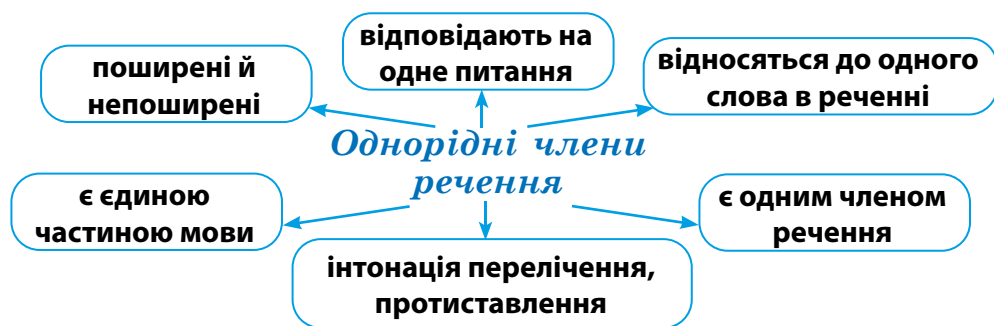 відповідають на
одне питання
поширені й
непоширені
відносяться до одного
слова в реченні
Однорідні члени
речення
є єдиною
частиною мови
є одним членом
речення
інтонація перелічення,
протиставлення